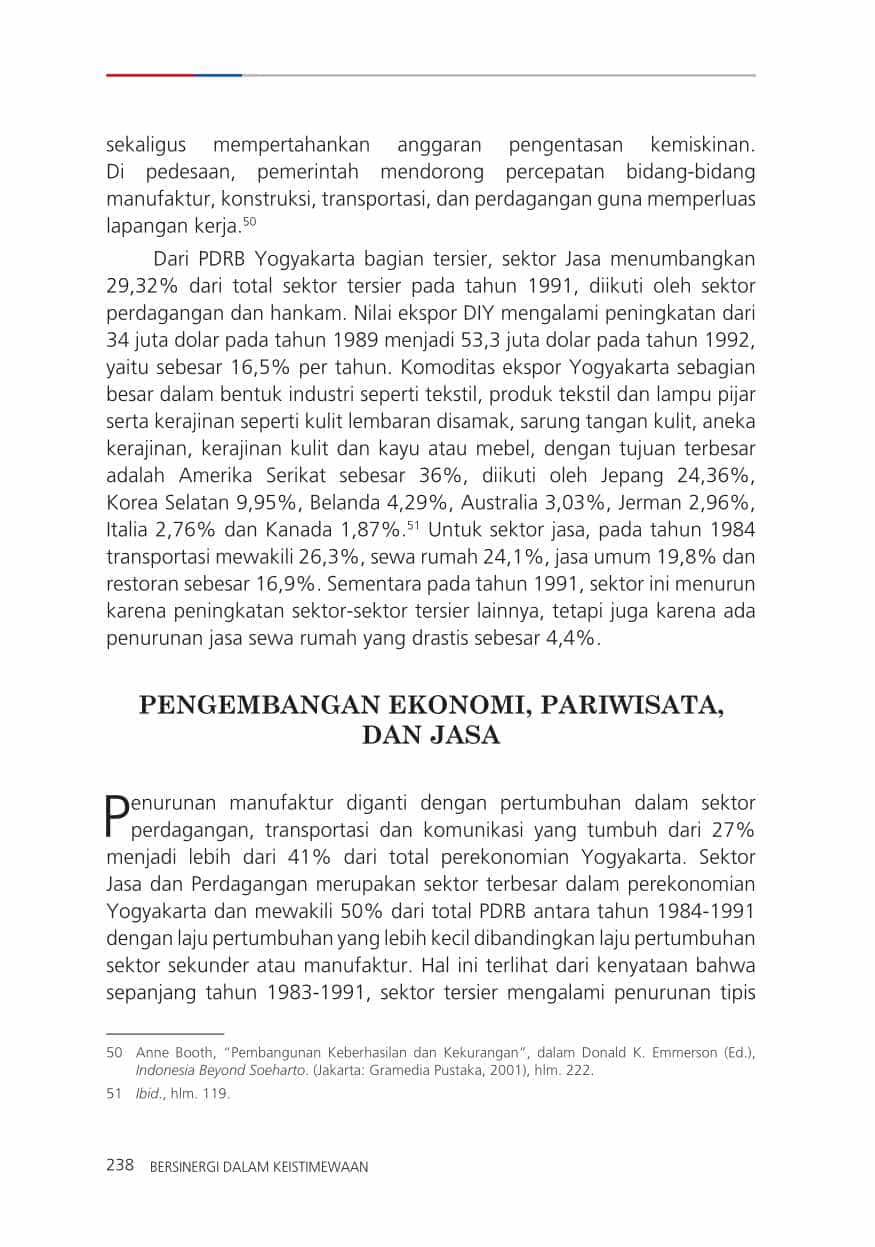 sekaligus mempertahankan anggaran pengentasan kemiskinan.
Di pedesaan, pemerintah mendorong percepatan bidang-bidang
manufaktur, konstruksi, transportasi, dan perdagangan guna memperluas
lapangan kerja.50
Dari PDRB Yogyakarta bagian tersier, sektor Jasa menumbangkan
29,32% dari total sektor tersier pada tahun 1991, diikuti oleh sektor
perdagangan dan hankam. Nilai ekspor DIY mengalami peningkatan dari
34 juta dolar pada tahun 1989 menjadi 53,3 juta dolar pada tahun 1992,
yaitu sebesar 16,5% per tahun. Komoditas ekspor Yogyakarta sebagian
besar dalam bentuk industri seperti tekstil, produk tekstil dan lampu pijar
serta kerajinan seperti kulit lembaran disamak, sarung tangan kulit, aneka
kerajinan, kerajinan kulit dan kayu atau mebel, dengan tujuan terbesar
adalah Amerika Serikat sebesar 36%, diikuti oleh Jepang 24,36%,
Korea Selatan 9,95%, Belanda 4,29%, Australia 3,03%, Jerman 2,96%,
Italia 2,76% dan Kanada 1,87%.51 Untuk sektor jasa, pada tahun 1984
transportasi mewakili 26,3%, sewa rumah 24,1%, jasa umum 19,8% dan
restoran sebesar 16,9%. Sementara pada tahun 1991, sektor ini menurun
karena peningkatan sektor-sektor tersier lainnya, tetapi juga karena ada
penurunan jasa sewa rumah yang drastis sebesar 4,4%.
PENGEMBANGAN EKONOMI, PARIWISATA,
DAN JASA
Penurunan manufaktur diganti dengan pertumbuhan dalam sektor
perdagangan, transportasi dan komunikasi yang tumbuh dari 27%
menjadi lebih dari 41% dari total perekonomian Yogyakarta. Sektor
Jasa dan Perdagangan merupakan sektor terbesar dalam perekonomian
Yogyakarta dan mewakili 50% dari total PDRB antara tahun 1984-1991
dengan laju pertumbuhan yang lebih kecil dibandingkan laju pertumbuhan
sektor sekunder atau manufaktur. Hal ini terlihat dari kenyataan bahwa
sepanjang tahun 1983-1991, sektor tersier mengalami penurunan tipis
50 Anne Booth, "Pembangunan Keberhasilan dan Kekurangan", dalam Donald K. Emmerson (Ed.),
Indonesia Beyond Soeharto. (Jakarta: Gramedia Pustaka, 2001), hlm. 222.
51 Ibid., hlm. 119.
238 BERSINERGI DALAM KEISTIMEWAAN